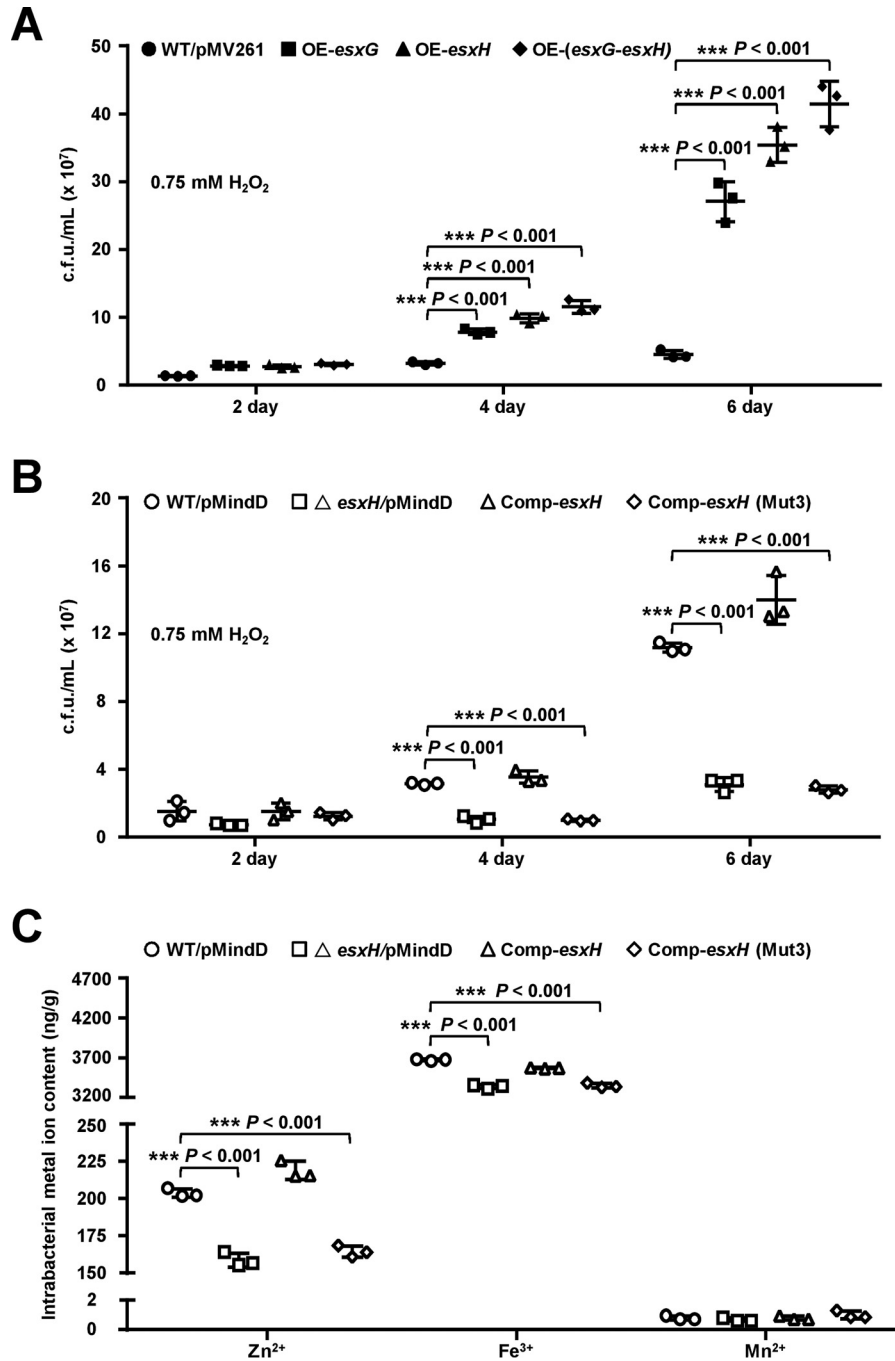 A
50
● WT/pMV261 ■ OE-esxG ▲ OE-esxH ◆ OE-(esxG-esxH)
*** P < 0.001
*** P < 0.001
*** P < 0.001
40
30
20
10
0
c.f.u./mL (x 10⁷)
0.75 mM H₂O₂
*** P < 0.001
*** P < 0.001
*** P < 0.001
2 day 4 day 6 day
B
20
○ WT/pMindD □ △ esxH/pMindD △ Comp-esxH ◇ Comp-esxH (Mut3)
*** P < 0.001
*** P < 0.001
16
12
8
4
0
c.f.u./mL (x 10⁷)
0.75 mM H₂O₂
*** P < 0.001
*** P < 0.001
2 day 4 day 6 day
C
○ WT/pMindD □ △ esxH/pMindD △ Comp-esxH ◇ Comp-esxH (Mut3)
4700
4200
3700
3200
250
225
200
175
150
2
0
Intrabacterial metal ion content (ng/g)
*** P < 0.001
*** P < 0.001
*** P < 0.001
*** P < 0.001
Zn²⁺ Fe³⁺ Mn²⁺